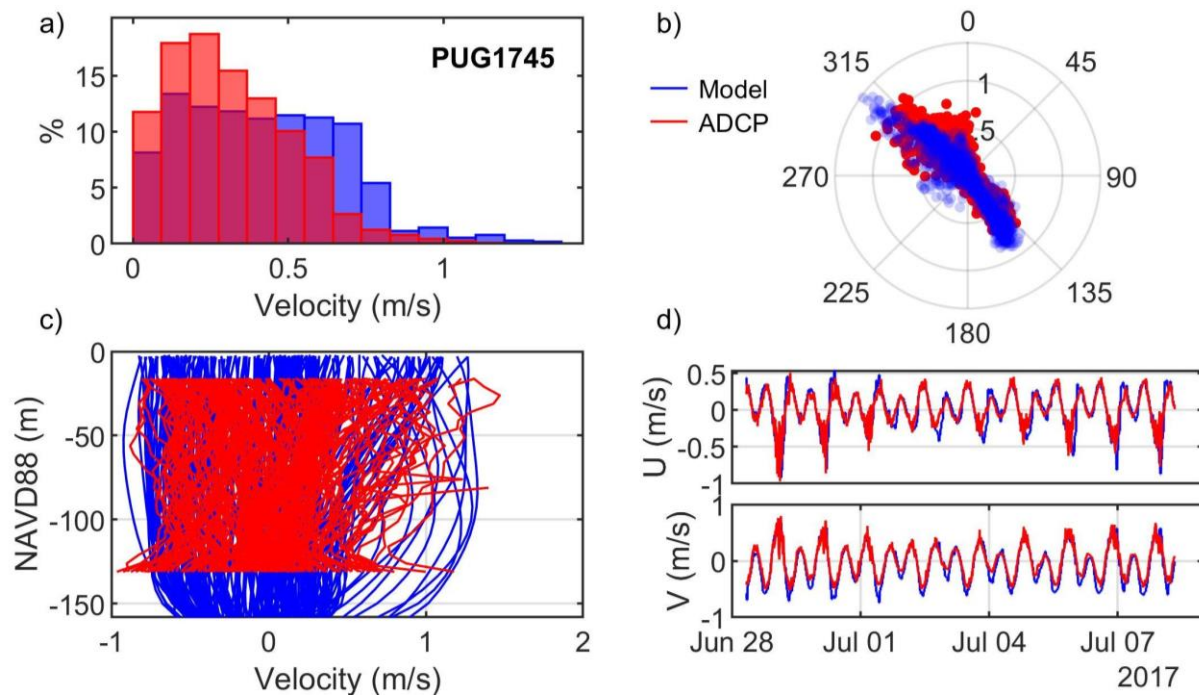 a)
PUG1745
%
15
10
5
0
0
0.5
1
Velocity (m/s)
b)
Model
ADCP
0
45
90
135
180
225
270
315
1
.5
c)
NAVD88 (m)
0
-50
-100
-150
-1
0
1
2
Velocity (m/s)
d)
U (m/s)
0.5
0
-0.5
-1
V (m/s)
1
0
-1
Jun 28
Jul 01
Jul 04
Jul 07
2017